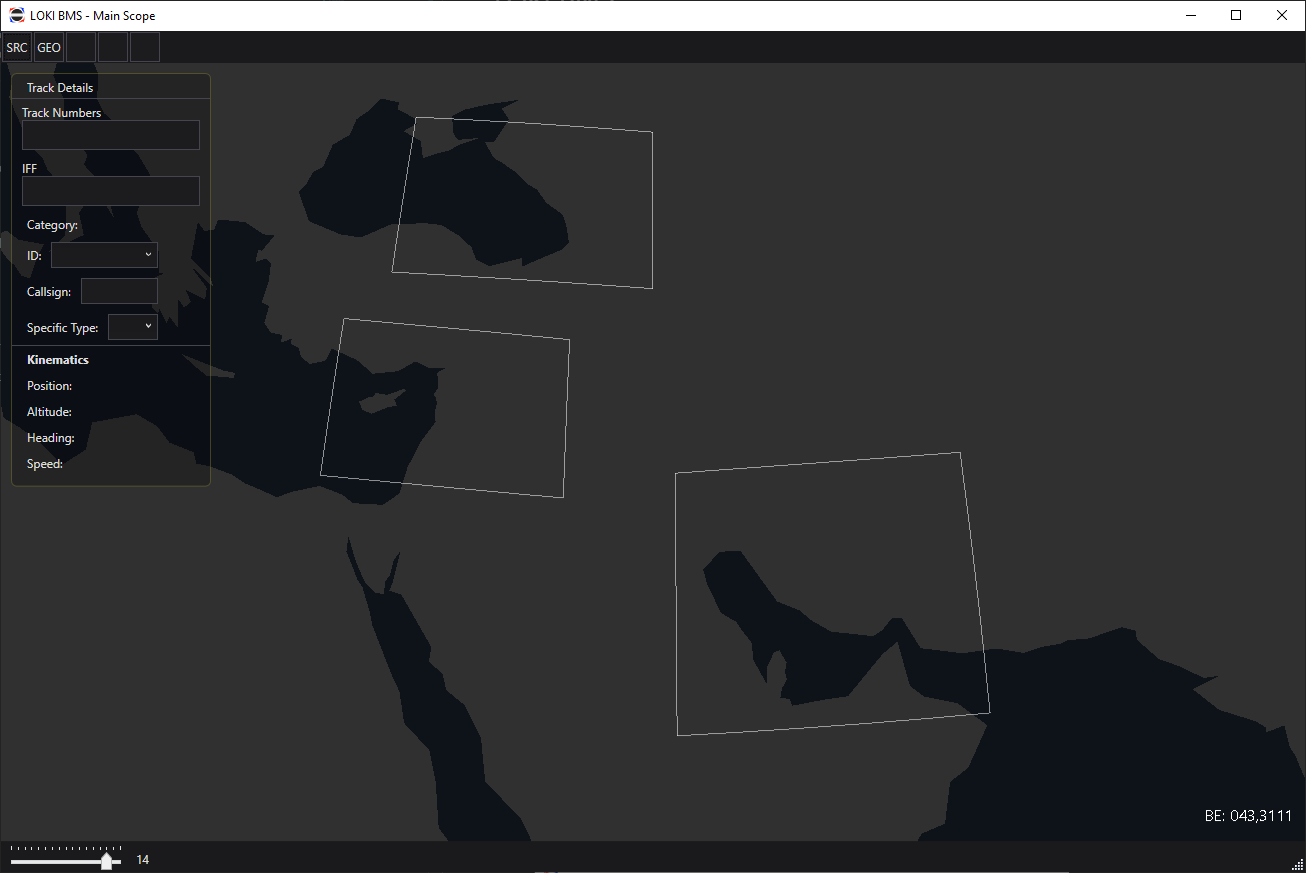 LOKI BMS - Main Scope
SRC GEO
Track Details
Track Numbers
IFF
Category:
ID:
Callsign:
Specific Type:
Kinematics
Position:
Altitude:
Heading:
Speed:
BE: 043,3111
14